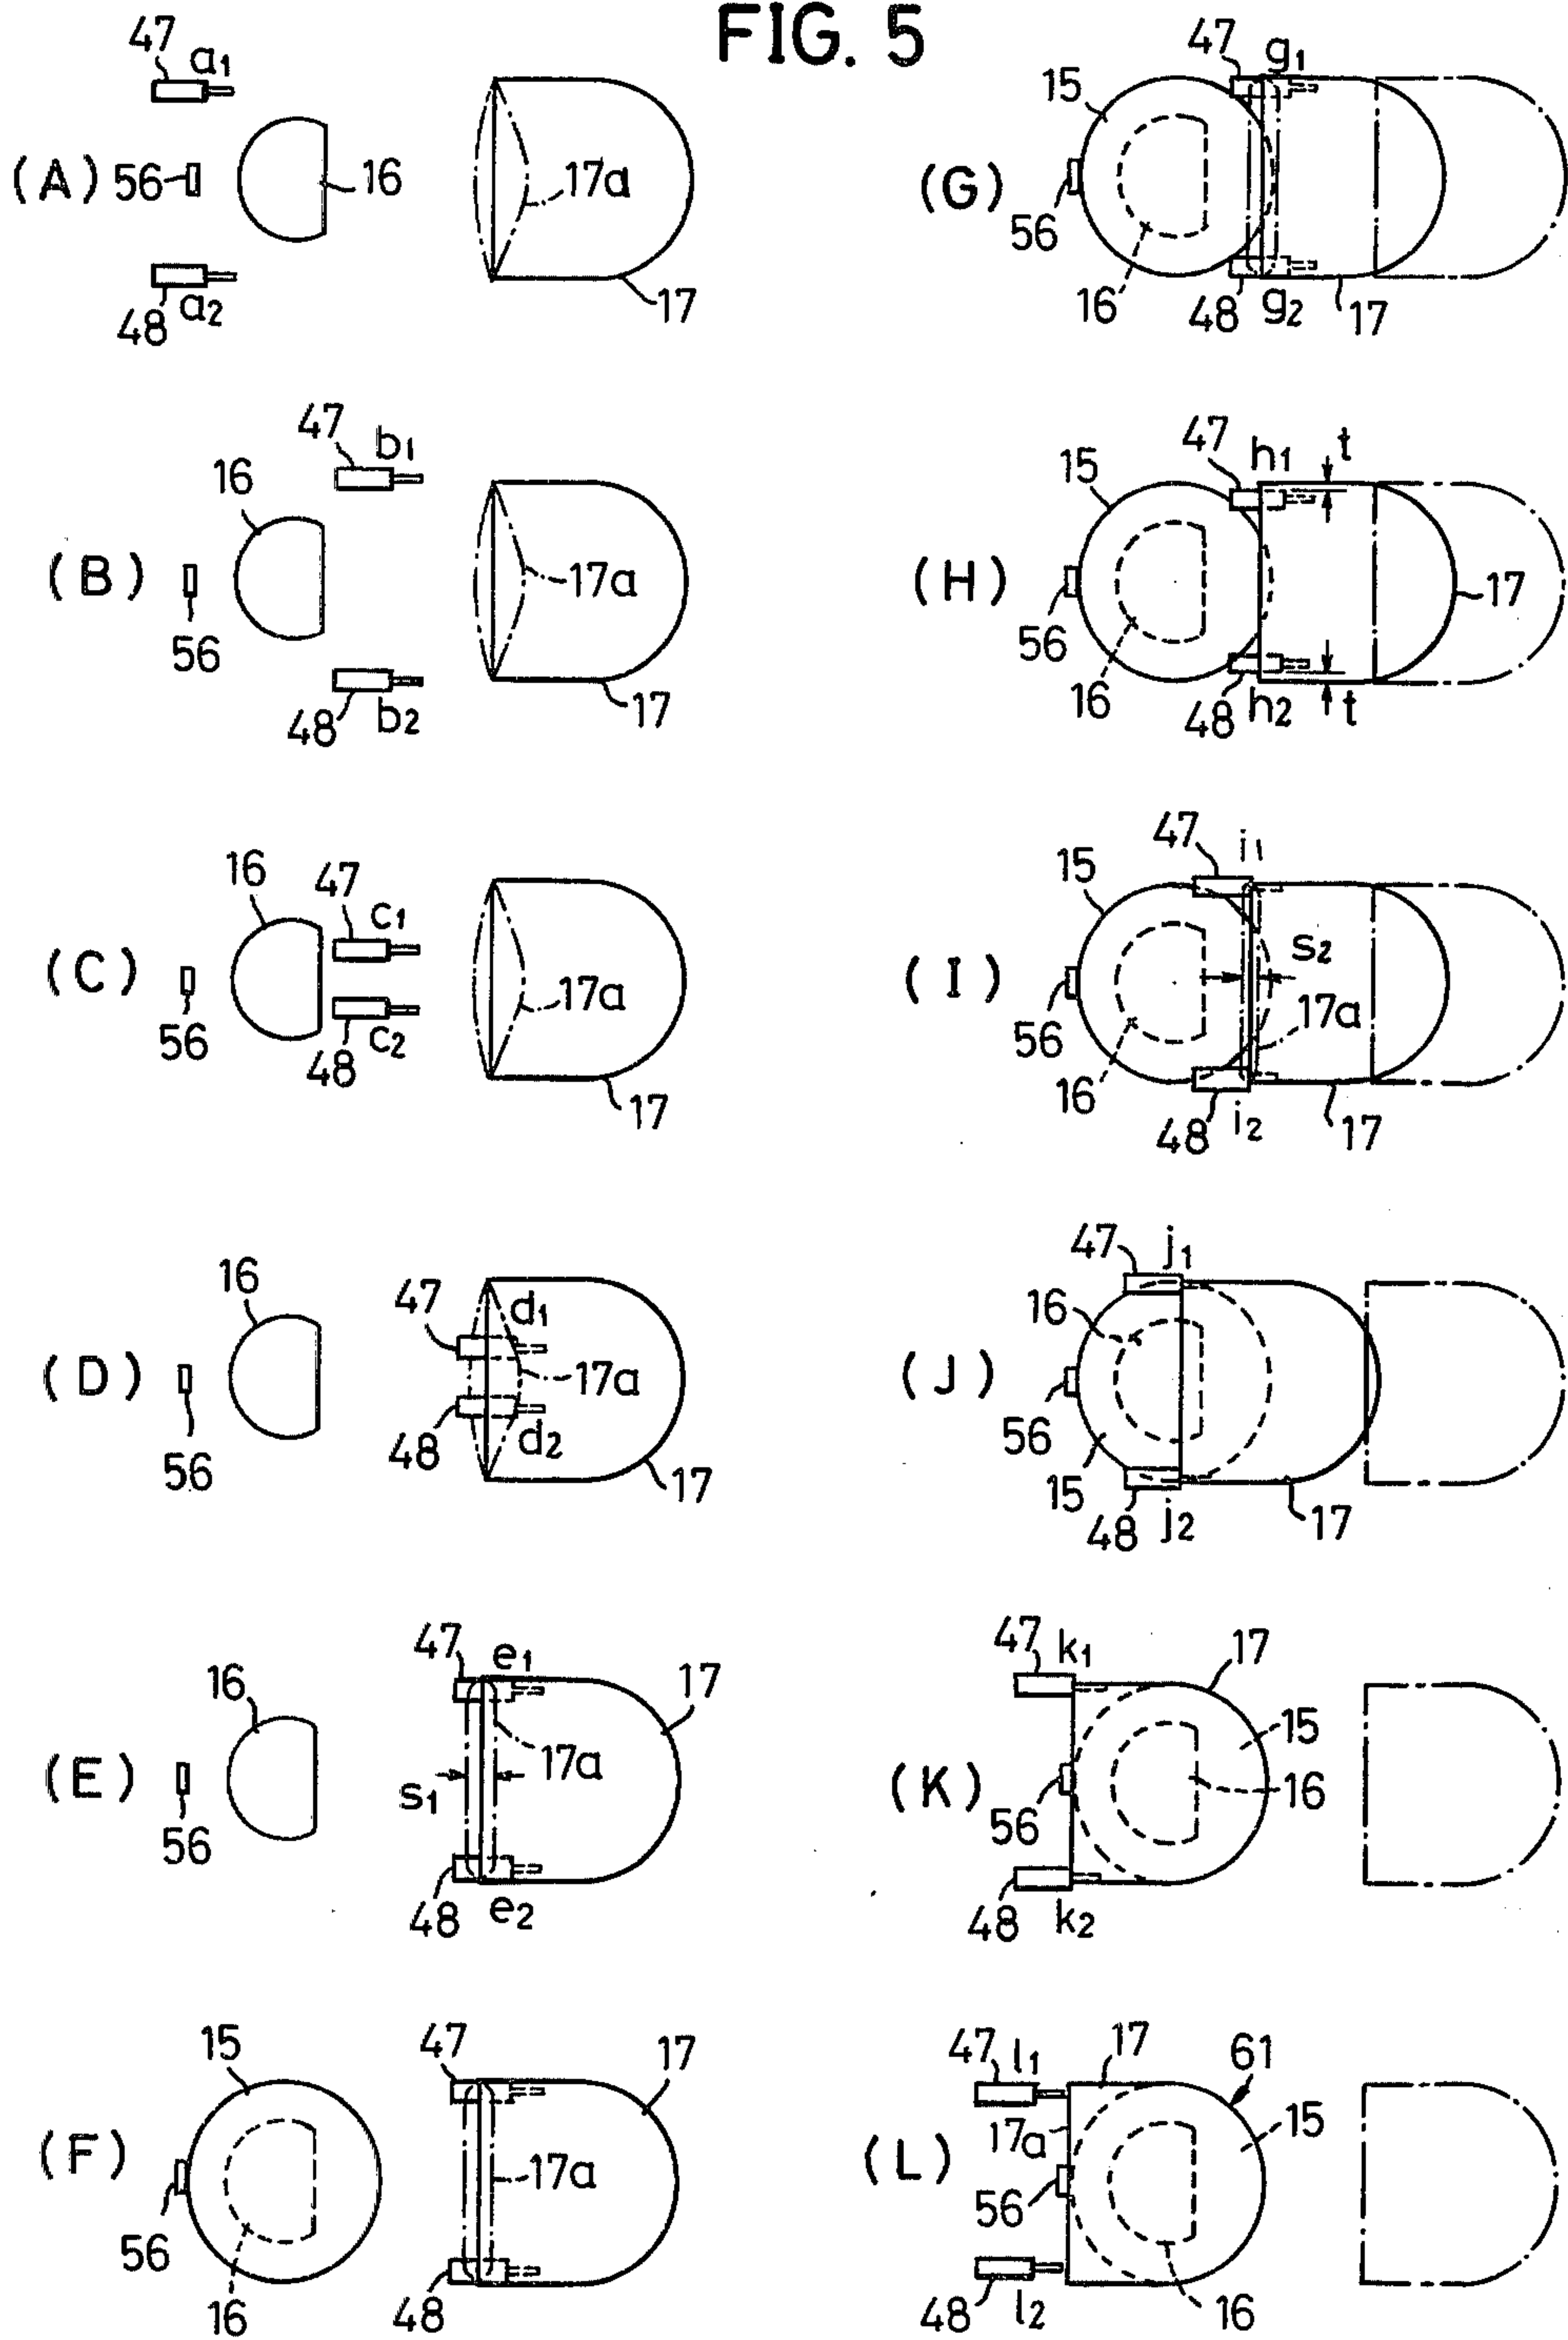 FIG. 5
(A)
47 a1
56
16
17a
48 a2
17
(B)
47 b1
16
17a
56
48 b2
17
(C)
16 47 c1
17a
56 48 c2
17
(D)
16
47 d1
17a
56
48 d2
17
(E)
47 e1
16
17
17a
s1
56
48 e2
(F)
15
47
17
17a
56
16
48
(G)
47 g1
15
56
16
48 g2
17
(H)
47 h1 t
15
17
56
16
48 h2 t
(I)
47 i1
15
s2
17a
56
16
48 i2
17
(J)
47 j1
16
56
15
48 j2
17
(K)
47 k1
17
15
16
56
48 k2
(L)
47 l1
17
61
17a
15
56
48 l2
16